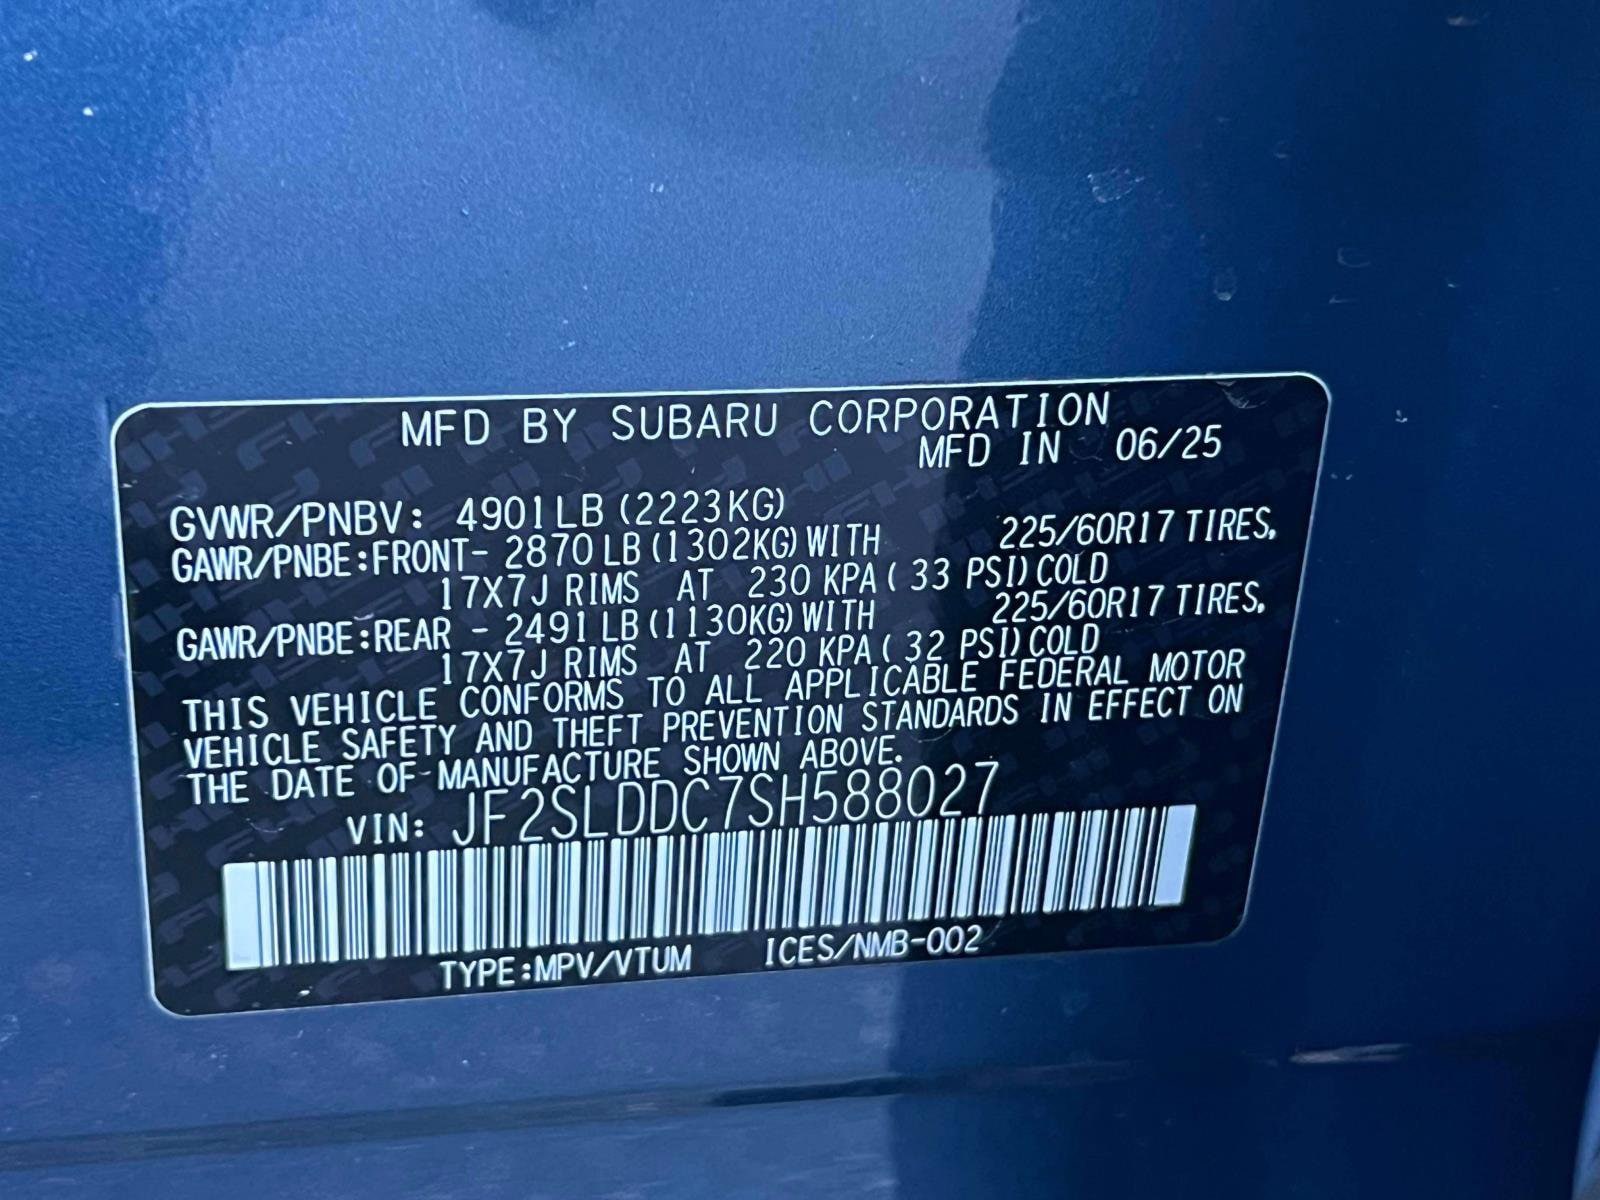 MFD BY SUBARU CORPORATION
MFD IN 06/25
GVWR/PNBV: 4901LB (2223KG)
GAWR/PNBE:FRONT- 2870LB(1302KG)WITH 225/60R17 TIRES,
17X7J RIMS AT 230 KPA( 33 PSI)COLD
GAWR/PNBE:REAR - 2491LB(1130KG)WITH 225/60R17 TIRES,
17X7J RIMS AT 220 KPA( 32 PSI)COLD
THIS VEHICLE CONFORMS TO ALL APPLICABLE FEDERAL MOTOR
VEHICLE SAFETY AND THEFT PREVENTION STANDARDS IN EFFECT ON
THE DATE OF MANUFACTURE SHOWN ABOVE.
VIN: JF2SLDDC7SH588027
TYPE:MPV/VTUM ICES/NMB-002